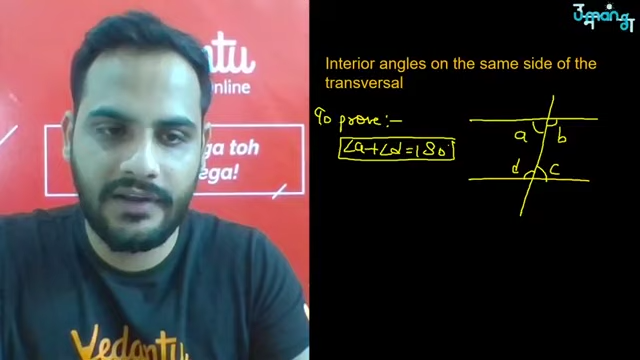 उमंग
Interior angles on the same side of the
transversal
To prove:-
∠a+∠d=180°
a
b
d
c
ntu
Online
ga toh
ega!
Vedantu